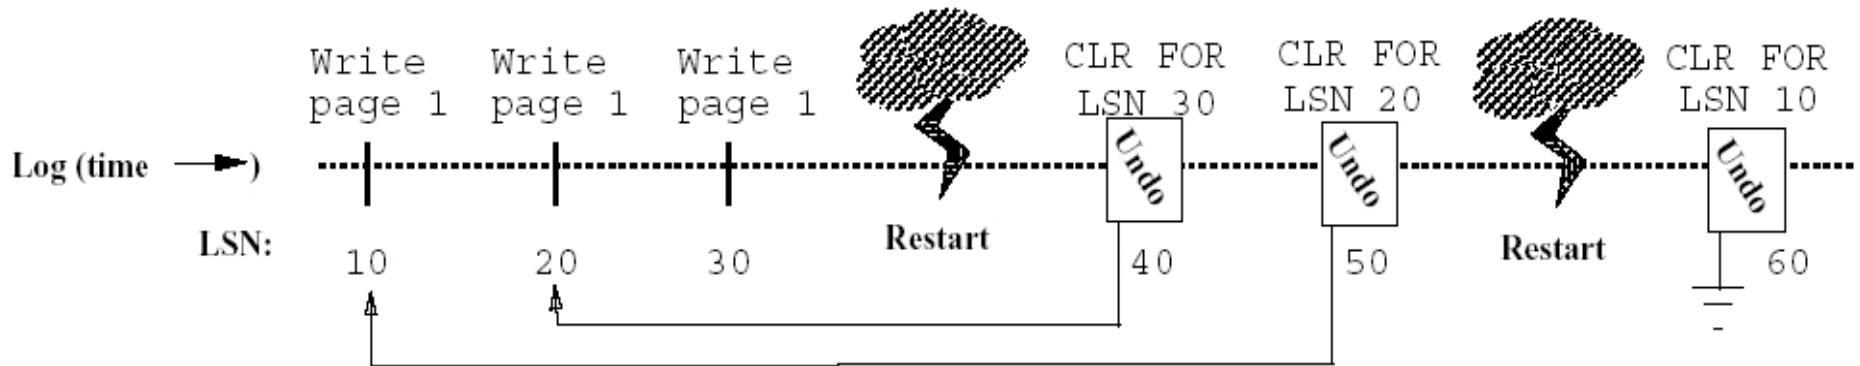 Write
page 1
Write
page 1
Write
page 1
CLR FOR
LSN 30
CLR FOR
LSN 20
CLR FOR
LSN 10
Log (time )
Undo
Undo
Undo
Restart
Restart
LSN:
10
20
30
40
50
60